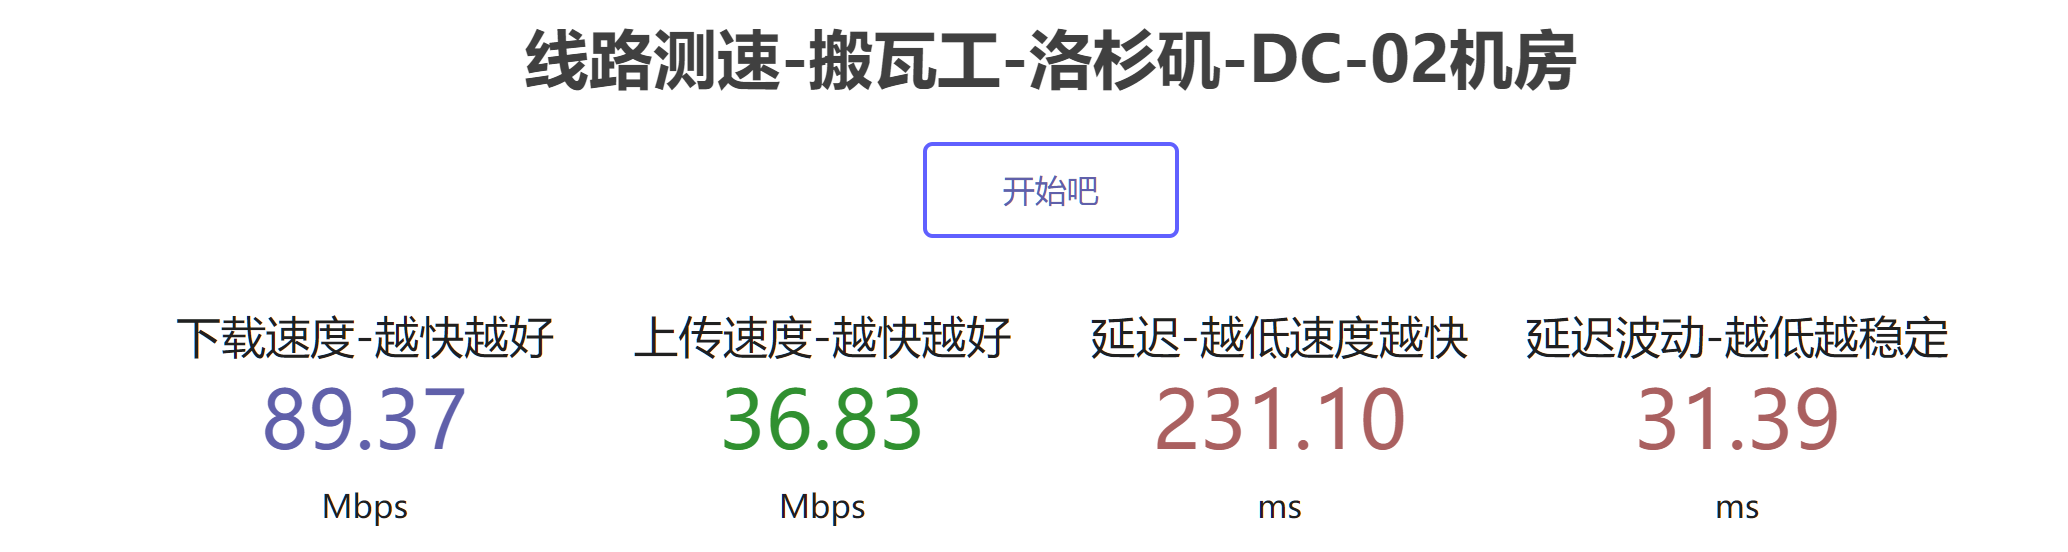 线路测速-搬瓦工-洛杉矶-DC-02机房
开始吧
下载速度-越快越好
89.37
Mbps
上传速度-越快越好
36.83
Mbps
延迟-越低速度越快
231.10
ms
延迟波动-越低越稳定
31.39
ms